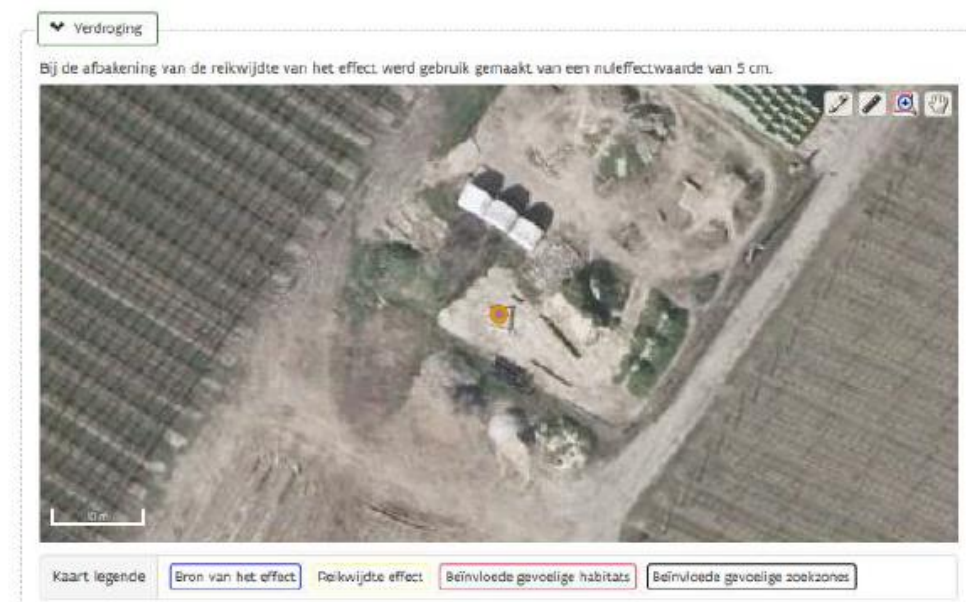 Verdroging
Bij de afbakening van de reikwijdte van het effect werd gebruik gemaakt van een nuleffectwaarde van 5 cm.
10 m
Kaart legende Bron van het effect Reikwijdte effect Beïnvloede gevoelige habitats Beïnvloede gevoelige zoekzones